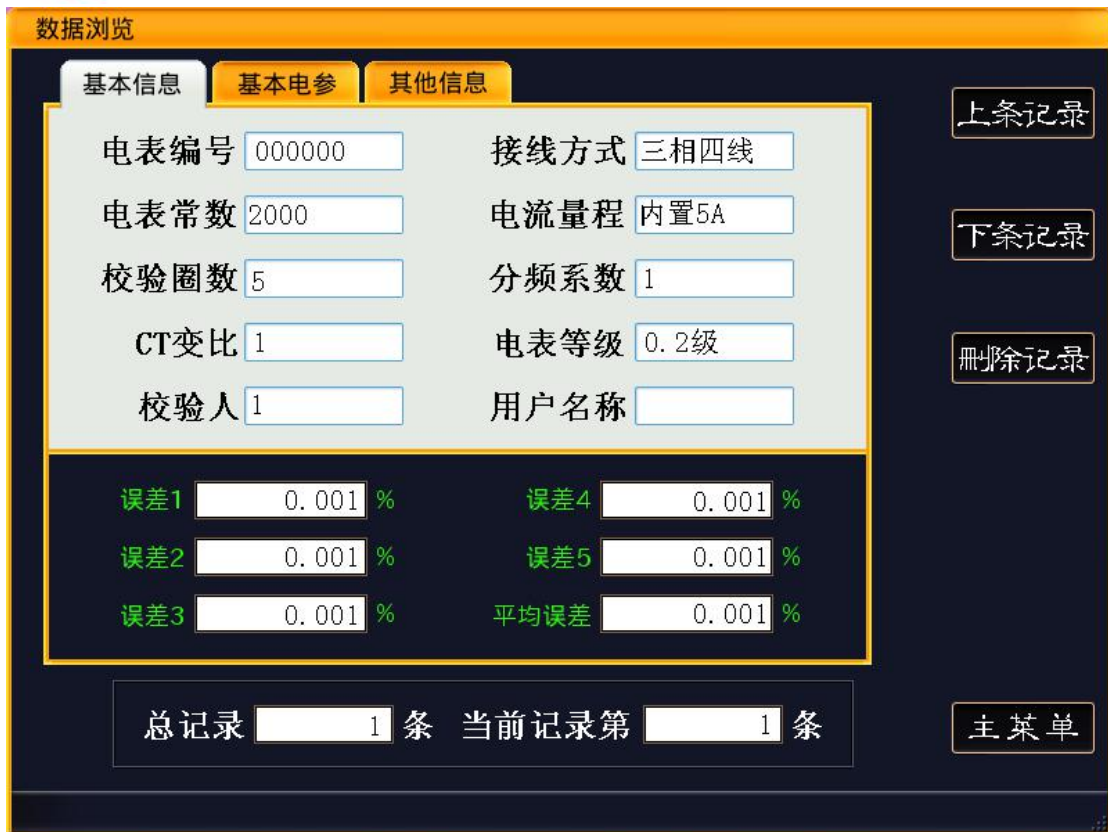 数据浏览
基本信息 基本电参 其他信息
上条记录
电表编号 000000 接线方式 三相四线
电表常数 2000 电流量程 内置5A
下条记录
校验圈数 5 分频系数 1
CT变比 1 电表等级 0.2级
删除记录
校验人 1 用户名称
误差1 0.001 % 误差4 0.001 %
误差2 0.001 % 误差5 0.001 %
误差3 0.001 % 平均误差 0.001 %
总记录 1 条 当前记录第 1 条
主菜单